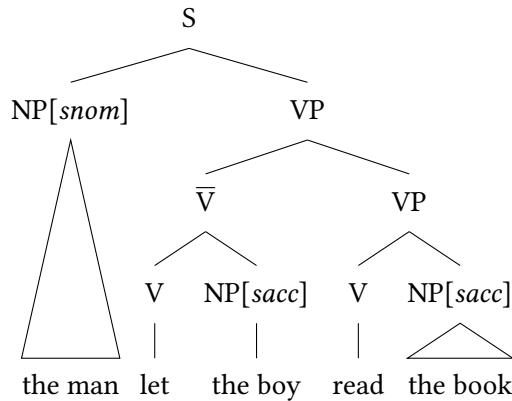 S
NP[snom] VP
V̅ VP
V NP[sacc] V NP[sacc]
the man let the boy read the book